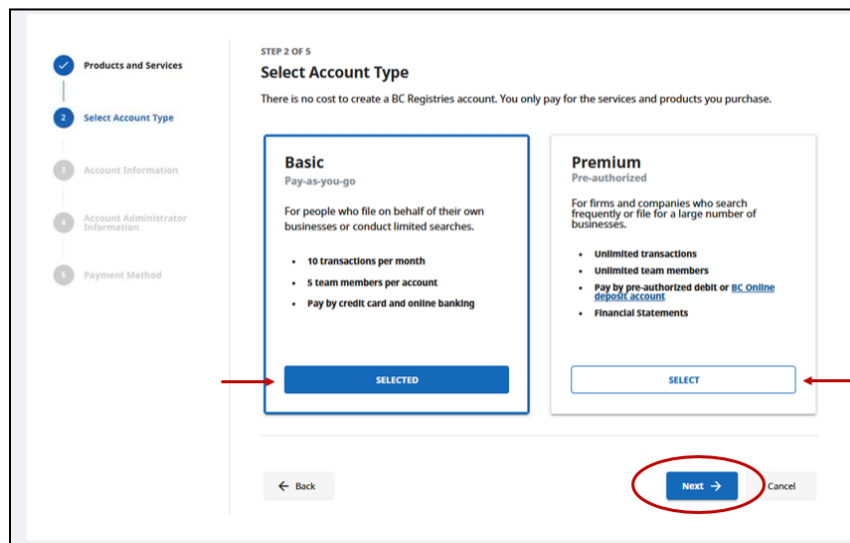 Products and Services
2 Select Account Type
3 Account Information
4 Account Administrator
Information
5 Payment Method
STEP 2 OF 5
Select Account Type
There is no cost to create a BC Registries account. You only pay for the services and products you purchase.
Basic
Pay-as-you-go
For people who file on behalf of their own
businesses or conduct limited searches.
• 10 transactions per month
• 5 team members per account
• Pay by credit card and online banking
SELECTED
Premium
Pre-authorized
For firms and companies who search
frequently or file for a large number of
businesses.
• Unlimited transactions
• Unlimited team members
• Pay by pre-authorized debit or BC Online
deposit account
• Financial Statements
SELECT
← Back
Next →
Cancel